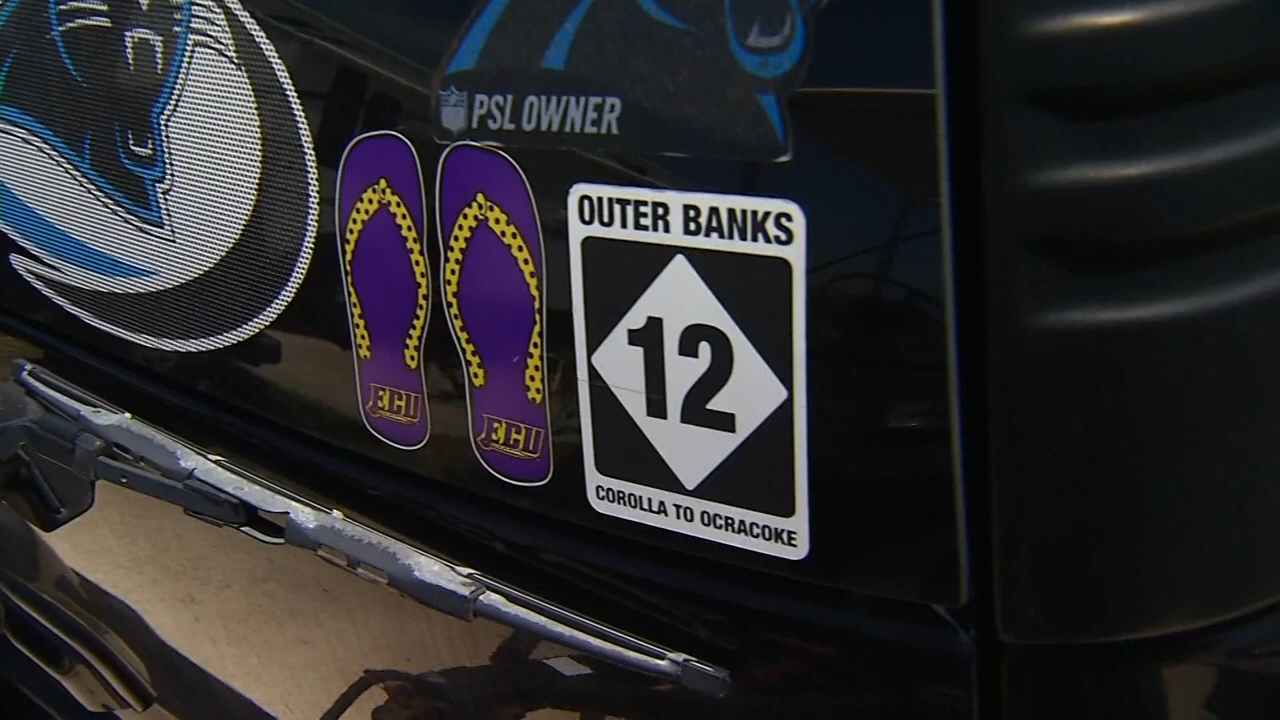 PSL OWNER
ECU
ECU
OUTER BANKS
12
COROLLA TO OCRACOKE